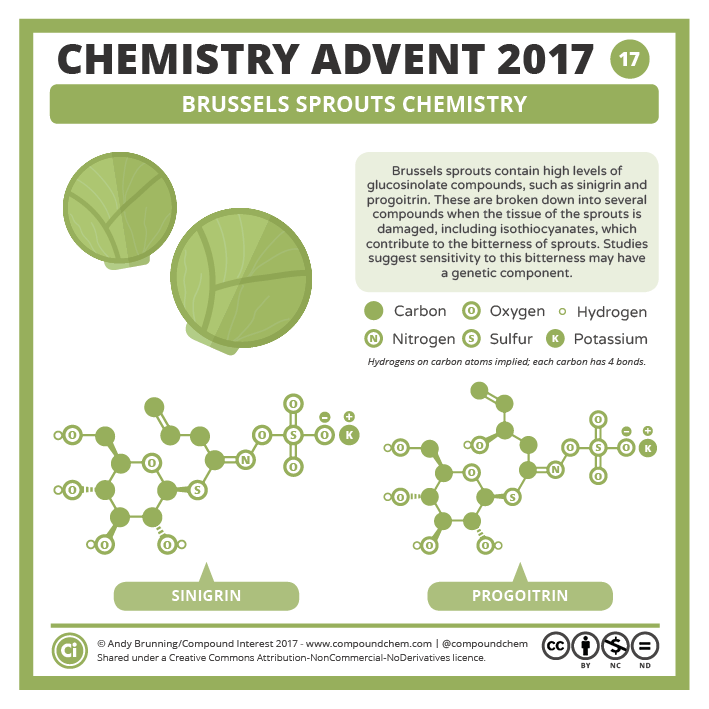 CHEMISTRY ADVENT 2017
17
BRUSSELS SPROUTS CHEMISTRY
Brussels sprouts contain high levels of
glucosinolate compounds, such as sinigrin and
progoitrin. These are broken down into several
compounds when the tissue of the sprouts is
damaged, including isothiocyanates, which
contribute to the bitterness of sprouts. Studies
suggest sensitivity to this bitterness may have
a genetic component.
Carbon O Oxygen Hydrogen
N Nitrogen S Sulfur K Potassium
Hydrogens on carbon atoms implied; each carbon has 4 bonds.
O
− +
O O S O K
O N O
O S
O O
SINIGRIN
O
− +
O O O S O K
O N O
O S
O O
PROGOITRIN
Ci
© Andy Brunning/Compound Interest 2017 - www.compoundchem.com | @compoundchem
Shared under a Creative Commons Attribution-NonCommercial-NoDerivatives licence.
CC $ =
BY NC ND